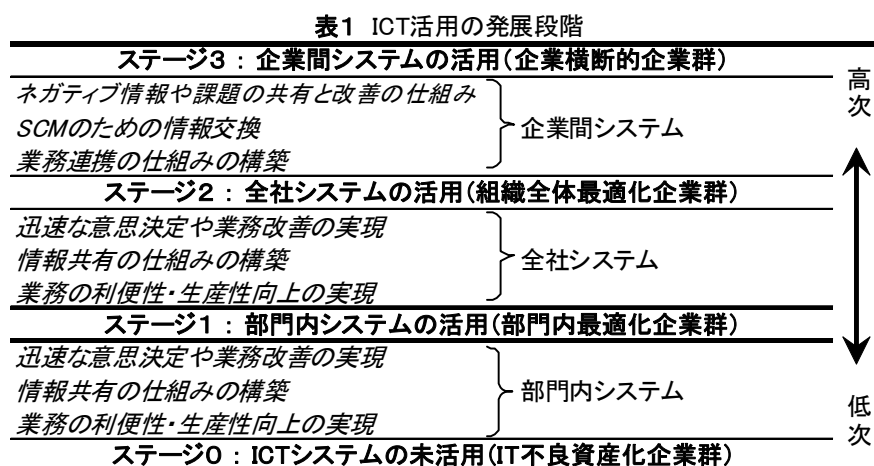 表1 ICT活用の発展段階
ステージ3：企業間システムの活用(企業横断的企業群)
高次
ネガティブ情報や課題の共有と改善の仕組み
SCMのための情報交換
企業間システム
業務連携の仕組みの構築
ステージ2：全社システムの活用(組織全体最適化企業群)
迅速な意思決定や業務改善の実現
情報共有の仕組みの構築
全社システム
業務の利便性・生産性向上の実現
ステージ1：部門内システムの活用(部門内最適化企業群)
迅速な意思決定や業務改善の実現
情報共有の仕組みの構築
部門内システム
業務の利便性・生産性向上の実現
低次
ステージ0：ICTシステムの未活用(IT不良資産化企業群)